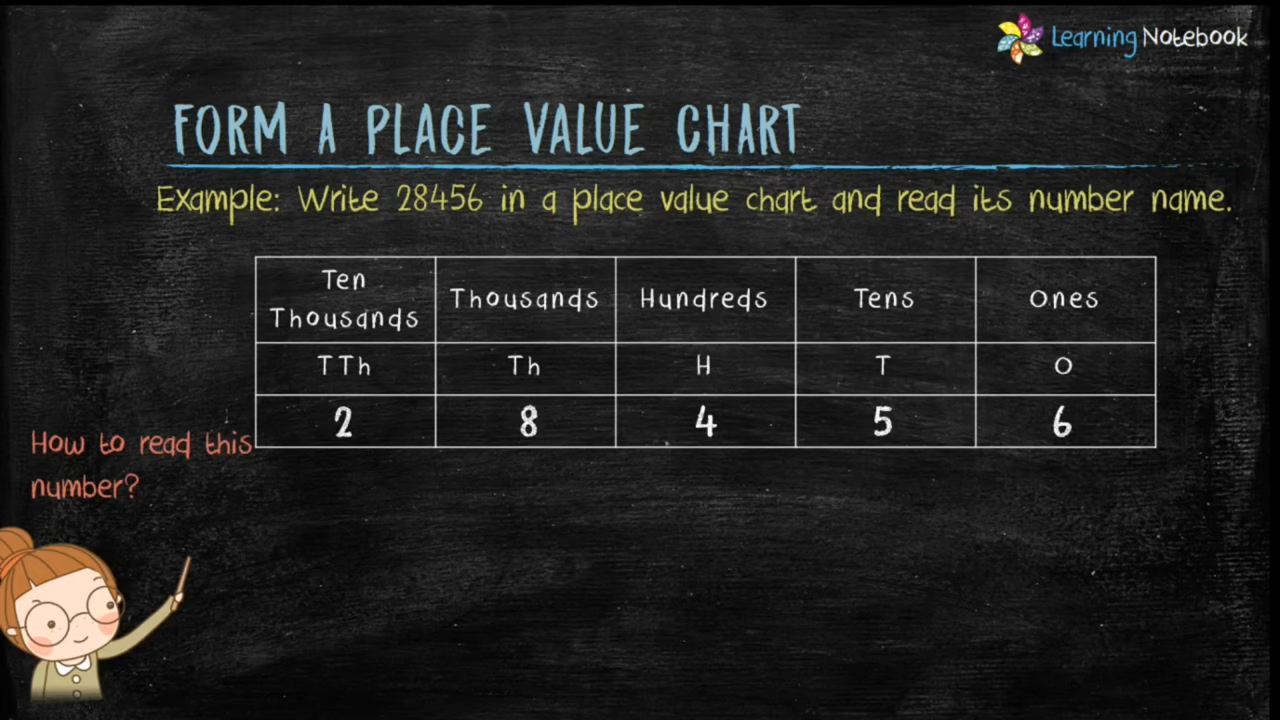 Learning Notebook
FORM A PLACE VALUE CHART
Example: Write 28456 in a place value chart and read its number name.
Ten Thousands Thousands Hundreds Tens Ones
TTh Th H T O
2 8 4 5 6
How to read this
number?